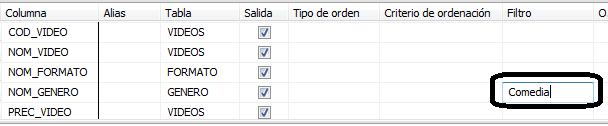 Columna Alias Tabla Salida Tipo de orden Criterio de ordenación Filtro O
COD_VIDEO VIDEOS
NOM_VIDEO VIDEOS
NOM_FORMATO FORMATO
NOM_GENERO GENERO Comedia
PREC_VIDEO VIDEOS